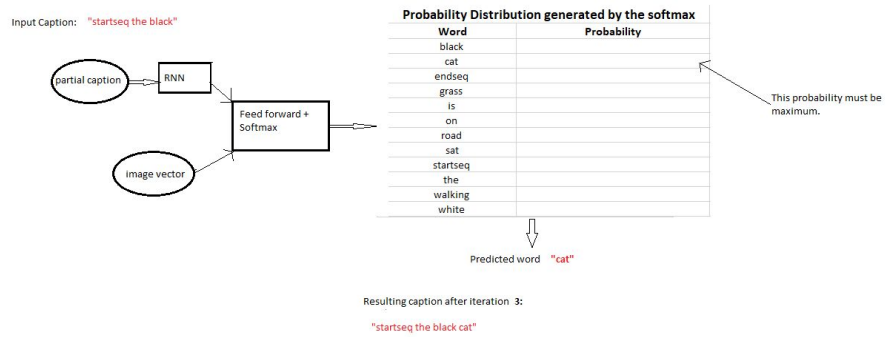 Input Caption: "startseq the black"
partial caption
RNN
Feed forward +
Softmax
image vector
Probability Distribution generated by the softmax
Word Probability
black
cat
endseq
grass
is
on
road
sat
startseq
the
walking
white
This probability must be
maximum.
Predicted word "cat"
Resulting caption after iteration 3:
"startseq the black cat"